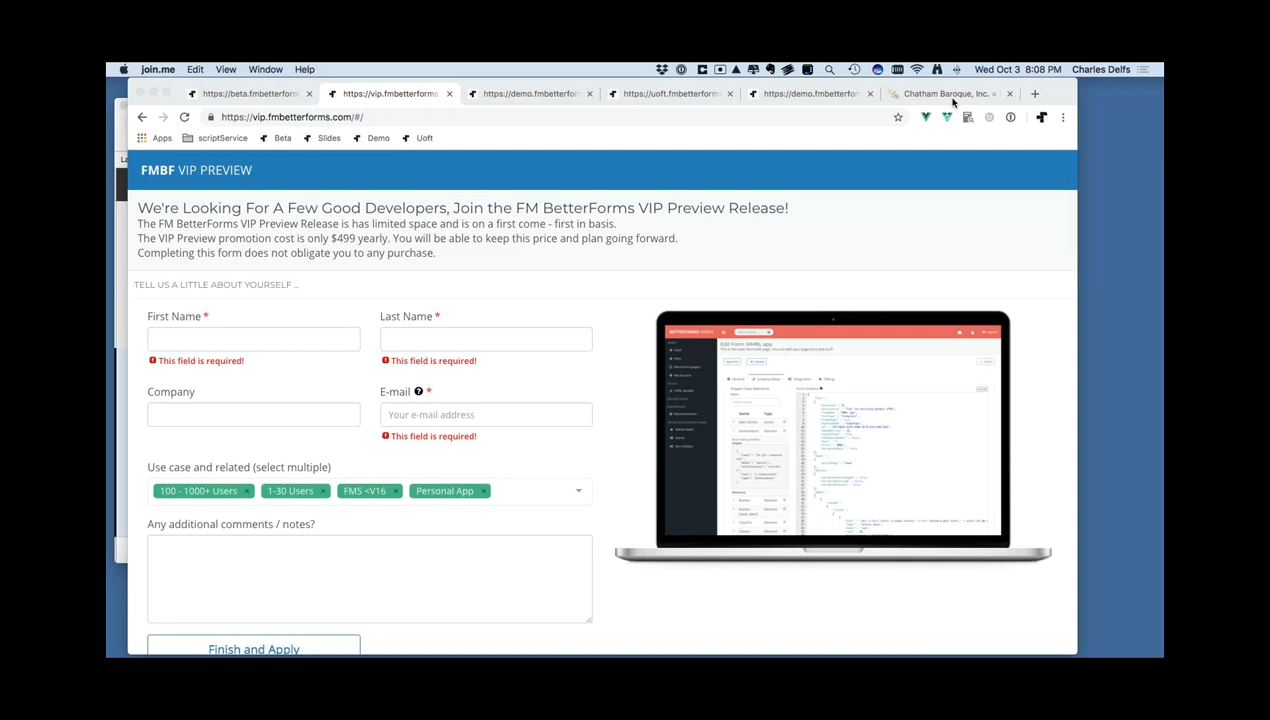 join.me Edit View Window Help Wed Oct 3 8:08 PM Charles Delfs
https://beta.fmbetterform https://vip.fmbetterforms. https://demo.fmbetterform https://uoft.fmbetterforms. https://demo.fmbetterform Chatham Baroque, Inc. »
https://vip.fmbetterforms.com/#/
Apps scriptService Beta Slides Demo Uoft
FMBF VIP PREVIEW
We're Looking For A Few Good Developers, Join the FM BetterForms VIP Preview Release!
The FM BetterForms VIP Preview Release is has limited space and is on a first come - first in basis.
The VIP Preview promotion cost is only $499 yearly. You will be able to keep this price and plan going forward.
Completing this form does not obligate you to any purchase.
TELL US A LITTLE ABOUT YOURSELF ...
First Name * Last Name *
This field is required! This field is required!
Company E-mail *
Your e-mail address
This field is required!
Use case and related (select multiple)
100 - 1000+ Users × 1-30 Users × FMS <V16 × Personal App ×
Any additional comments / notes?
Finish and Apply
BETTERFORMS ADMIN
Edit Form: MMBL app